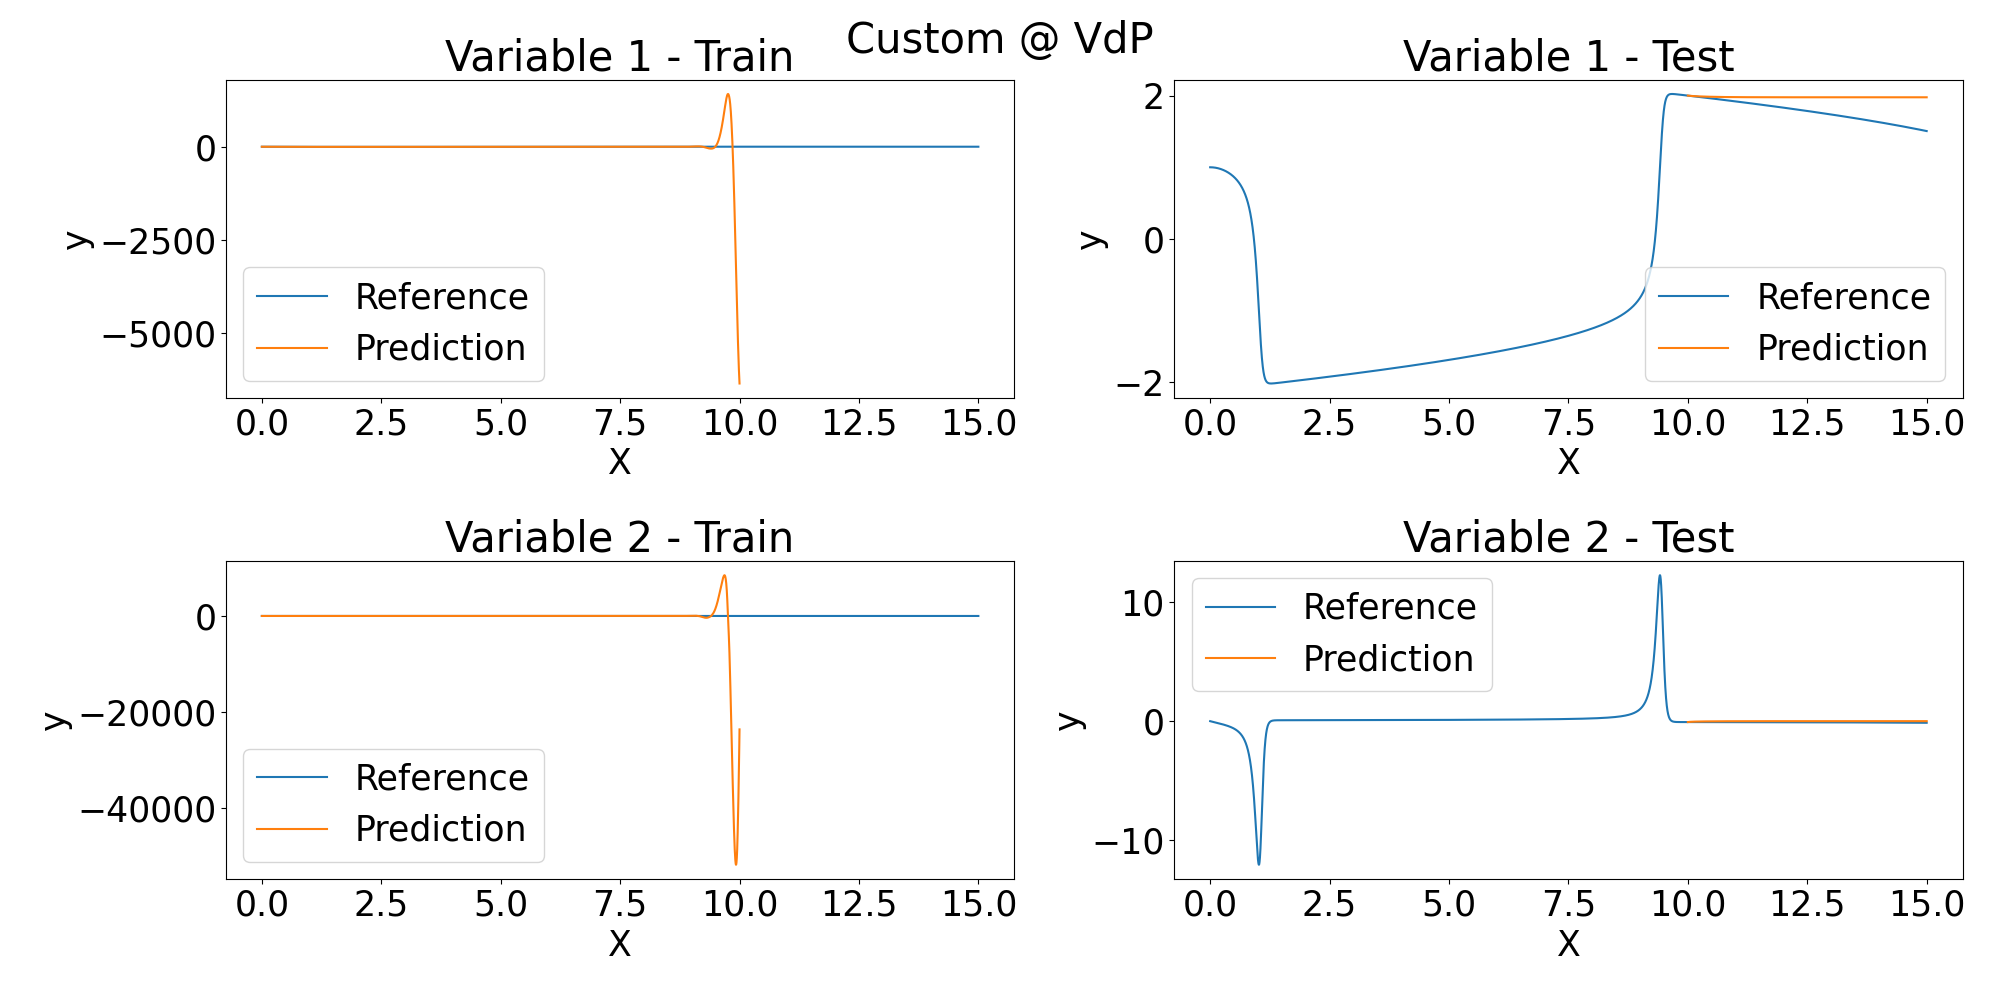 Custom @ VdP
Variable 1 - Train
y
0
−2500
−5000
Reference
Prediction
0.0 2.5 5.0 7.5 10.0 12.5 15.0
X
Variable 1 - Test
y
2
0
−2
Reference
Prediction
0.0 2.5 5.0 7.5 10.0 12.5 15.0
X
Variable 2 - Train
y
0
−20000
−40000
Reference
Prediction
0.0 2.5 5.0 7.5 10.0 12.5 15.0
X
Variable 2 - Test
y
10
0
−10
Reference
Prediction
0.0 2.5 5.0 7.5 10.0 12.5 15.0
X